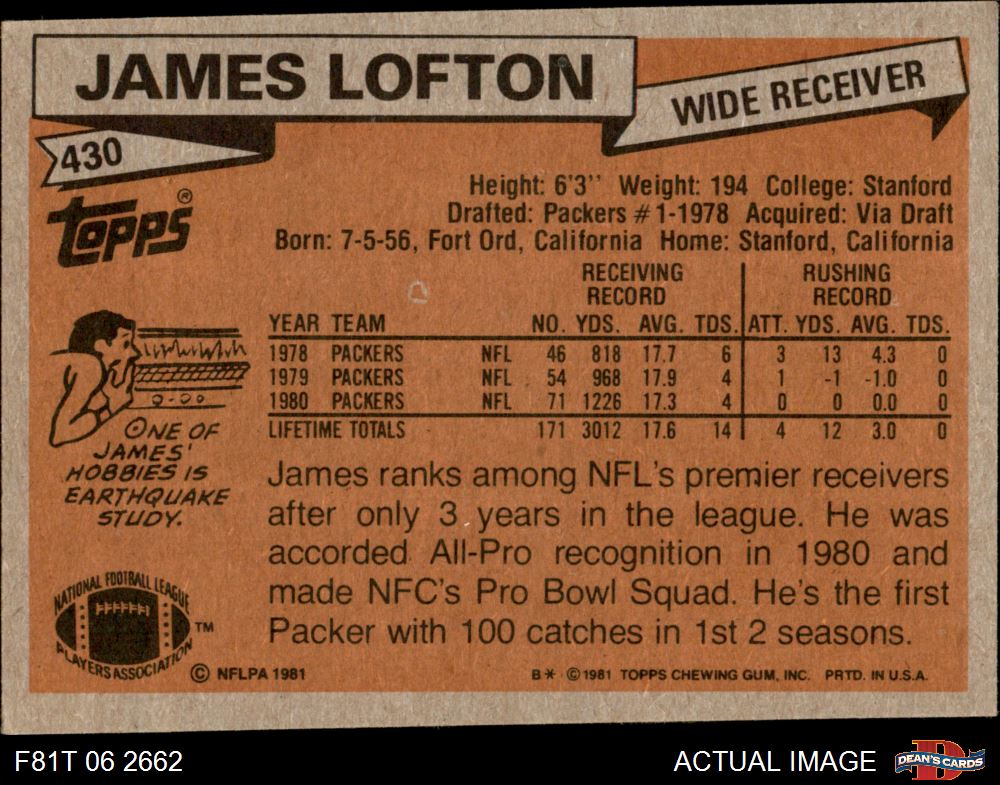 JAMES LOFTON
WIDE RECEIVER
430
Topps®
Height: 6'3'' Weight: 194 College: Stanford
Drafted: Packers #1-1978 Acquired: Via Draft
Born: 7-5-56, Fort Ord, California Home: Stanford, California
RECEIVING RECORD RUSHING RECORD
YEAR TEAM NO. YDS. AVG. TDS. ATT. YDS. AVG. TDS.
1978 PACKERS NFL 46 818 17.7 6 3 13 4.3 0
1979 PACKERS NFL 54 968 17.9 4 1 -1 -1.0 0
1980 PACKERS NFL 71 1226 17.3 4 0 0 0.0 0
LIFETIME TOTALS 171 3012 17.6 14 4 12 3.0 0
ONE OF
JAMES'
HOBBIES IS
EARTHQUAKE
STUDY.
James ranks among NFL's premier receivers
after only 3 years in the league. He was
accorded All-Pro recognition in 1980 and
made NFC's Pro Bowl Squad. He's the first
Packer with 100 catches in 1st 2 seasons.
NATIONAL FOOTBALL LEAGUE
PLAYERS ASSOCIATION
TM
© NFLPA 1981
B* © 1981 TOPPS CHEWING GUM, INC. PRTD. IN U.S.A.
F81T 06 2662
ACTUAL IMAGE
DEAN'S CARDS